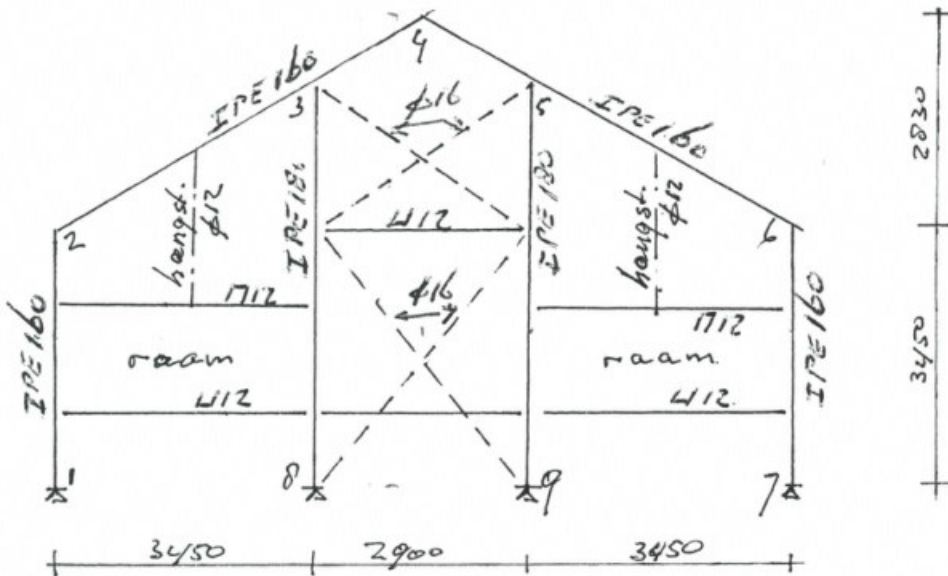 4
IPE 160
3
φ16
5
IPE 160
2830
hangst.
φ12
IPE 180
⊔12
IPE 180
hangst.
φ12
2
6
⊓12
φ16
⊓12
IPE 160
raam
raam
IPE 160
3450
⊔12
⊔12
1
8
9
7
3450
2900
3450